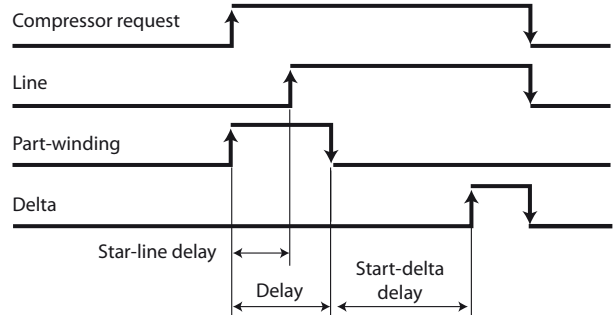 Compressor request
Line
Part-winding
Delta
Star-line delay
Delay
Start-delta
delay